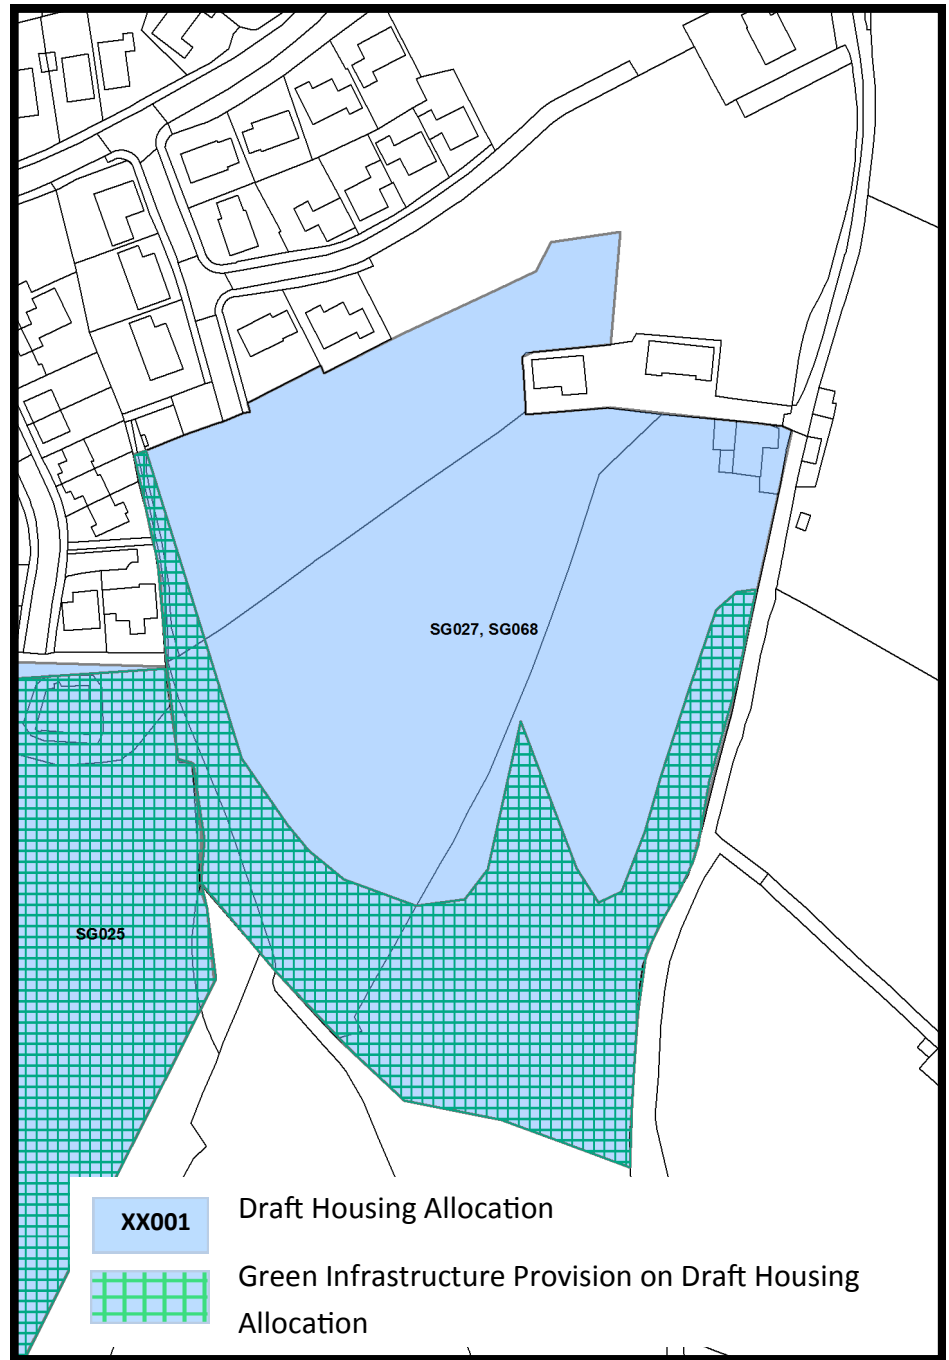 SG027, SG068
SG025
XX001
Draft Housing Allocation
Green Infrastructure Provision on Draft Housing
Allocation